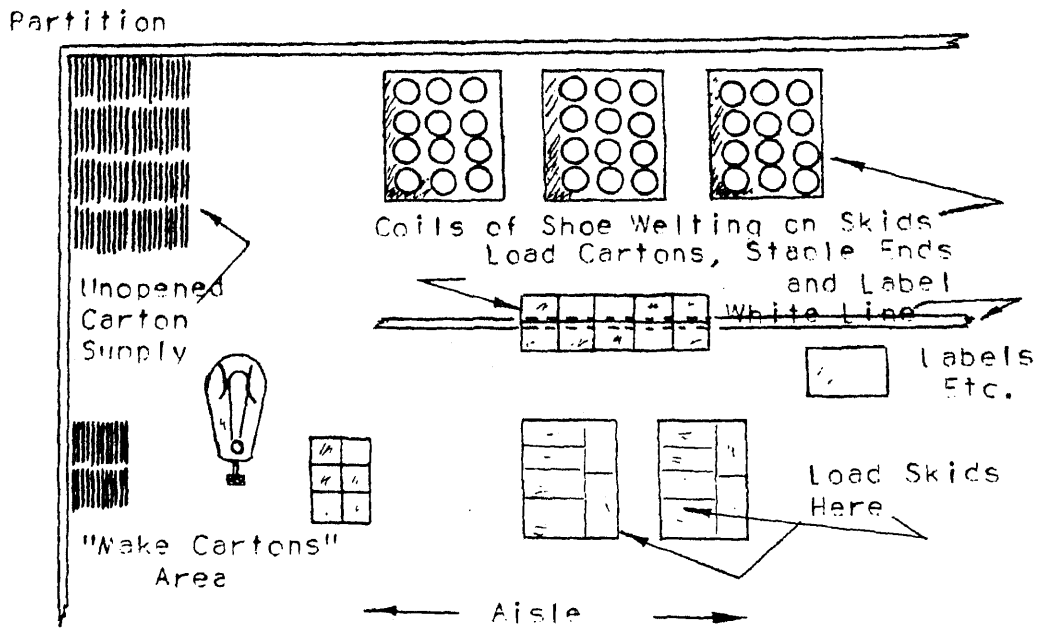 Partition
Coils of Shoe Welting on Skids
Load Cartons, Staple Ends
and Label
White Line
Unopened
Carton
Supply
Labels
Etc.
Load Skids
Here
"Make Cartons"
Area
Aisle